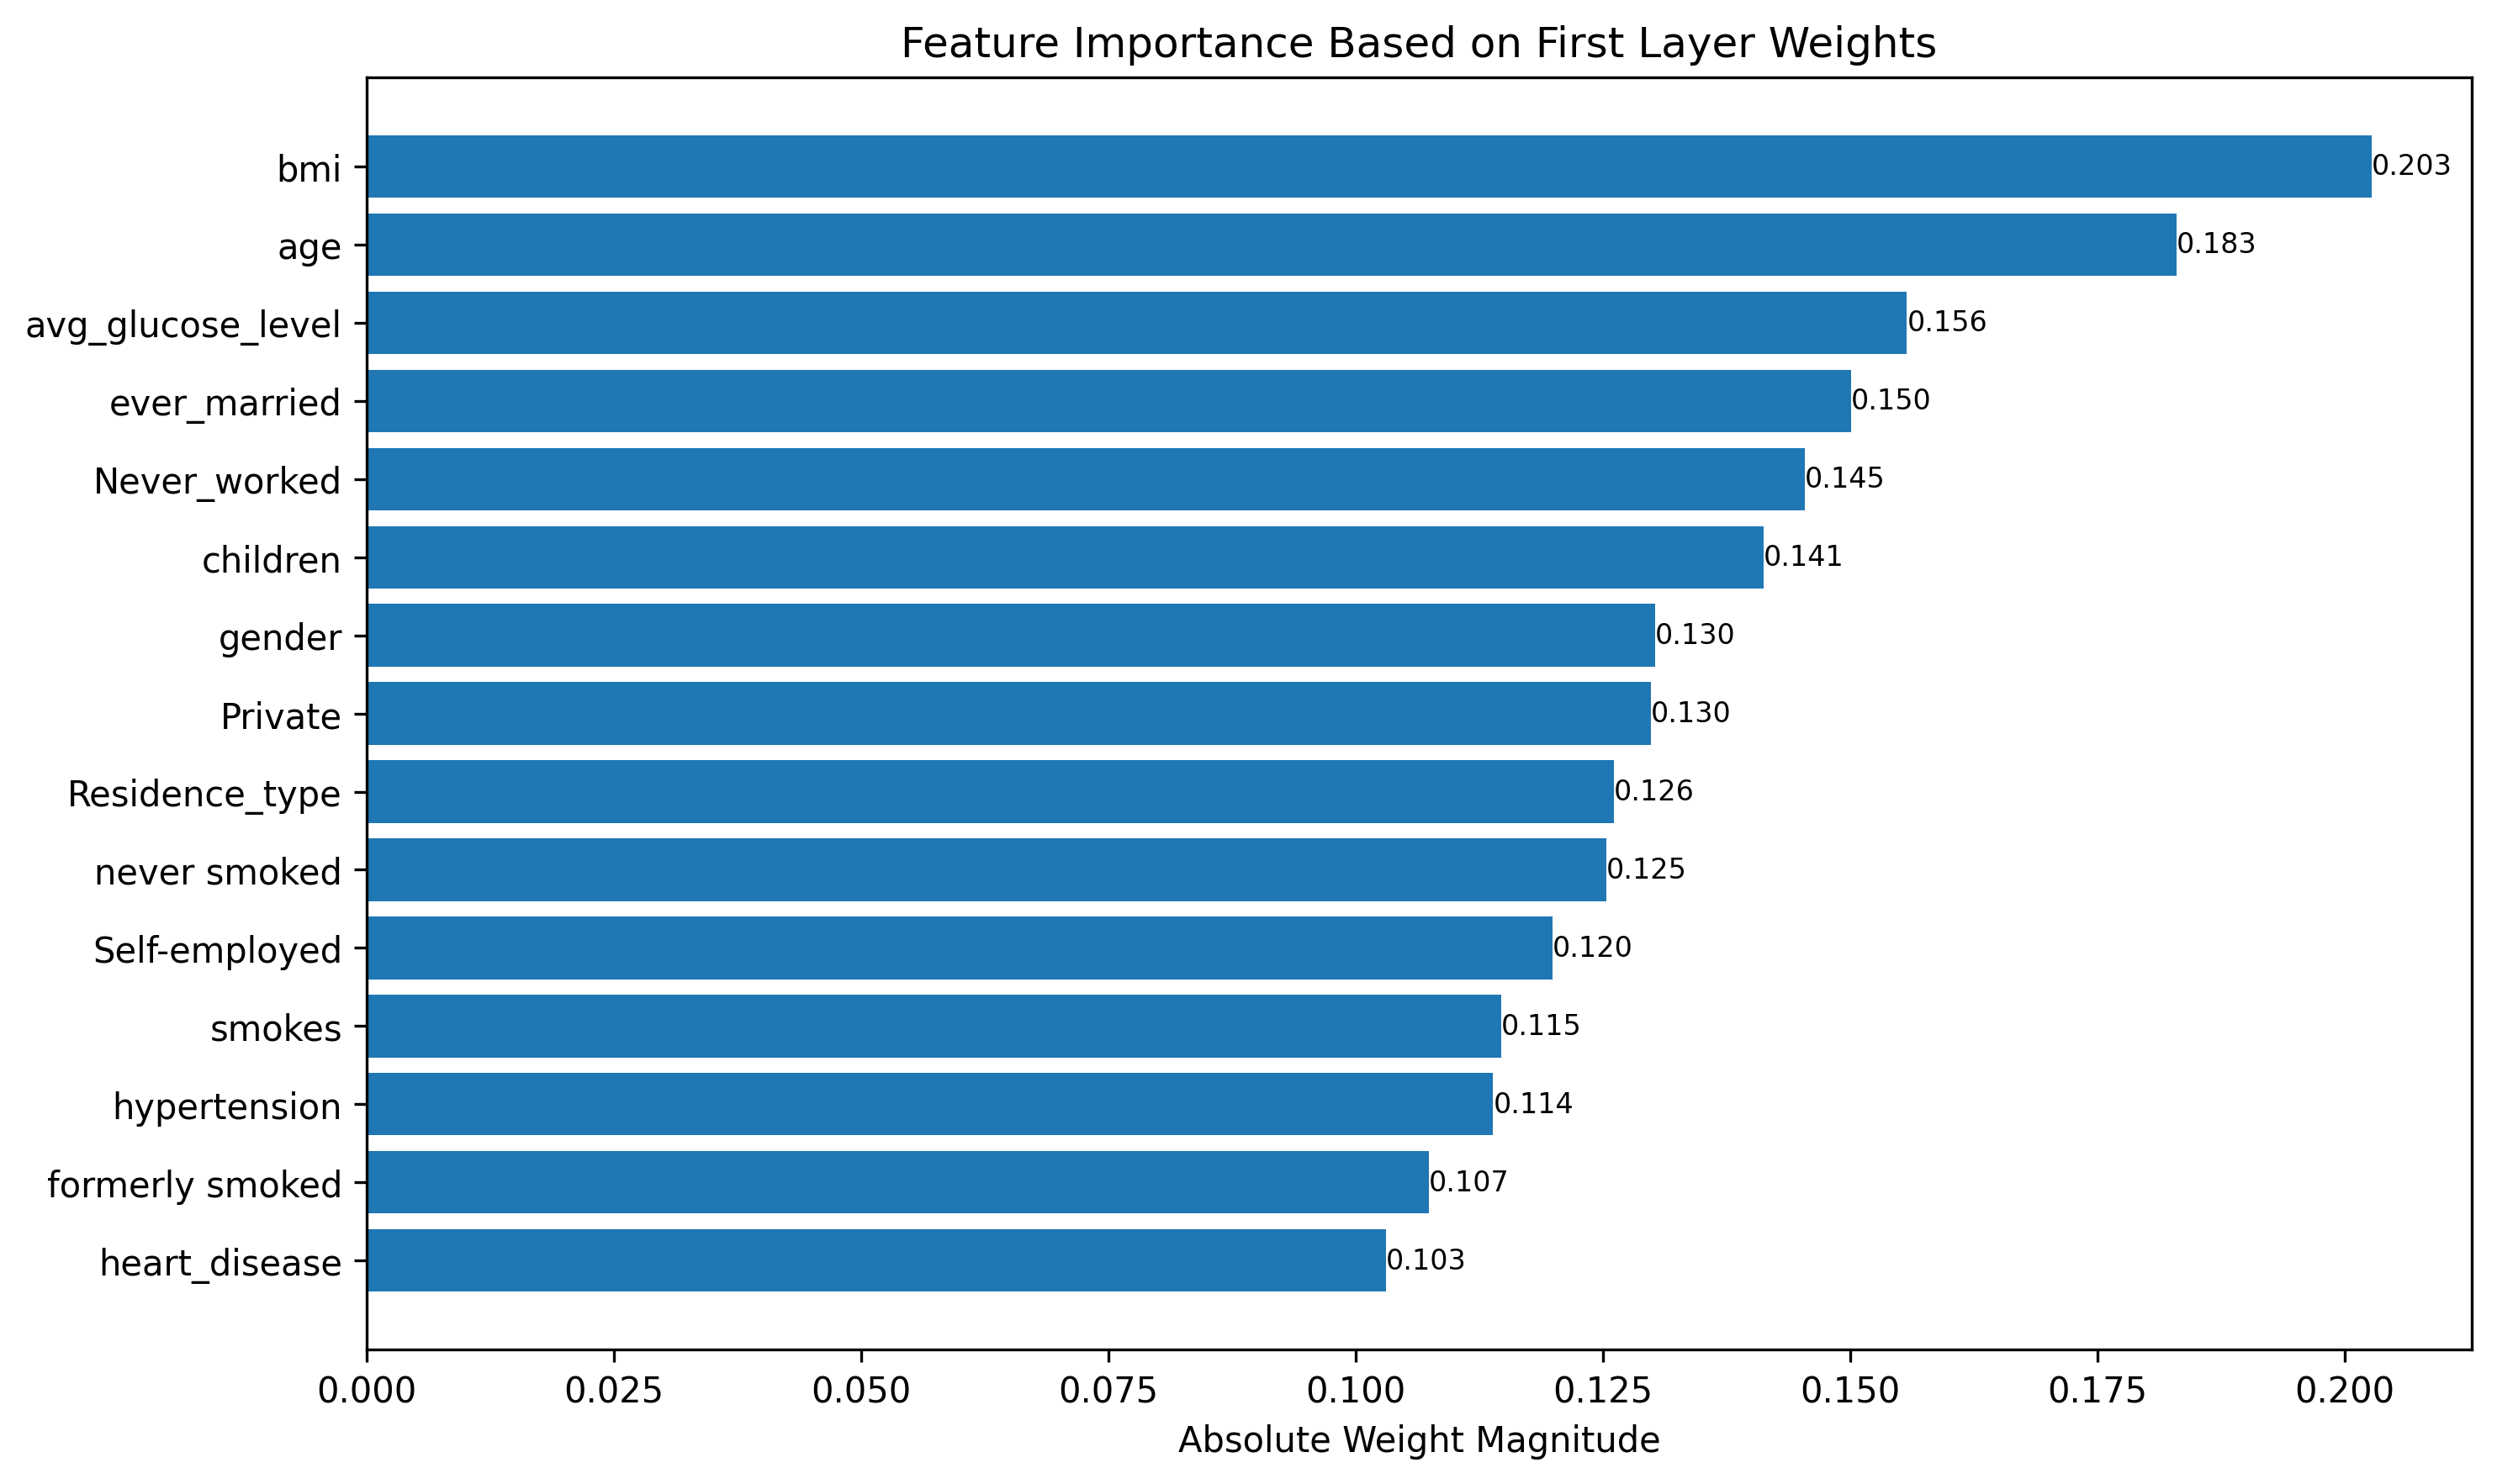 Feature Importance Based on First Layer Weights
bmi 0.203
age 0.183
avg_glucose_level 0.156
ever_married 0.150
Never_worked 0.145
children 0.141
gender 0.130
Private 0.130
Residence_type 0.126
never smoked 0.125
Self-employed 0.120
smokes 0.115
hypertension 0.114
formerly smoked 0.107
heart_disease 0.103
0.000 0.025 0.050 0.075 0.100 0.125 0.150 0.175 0.200
Absolute Weight Magnitude